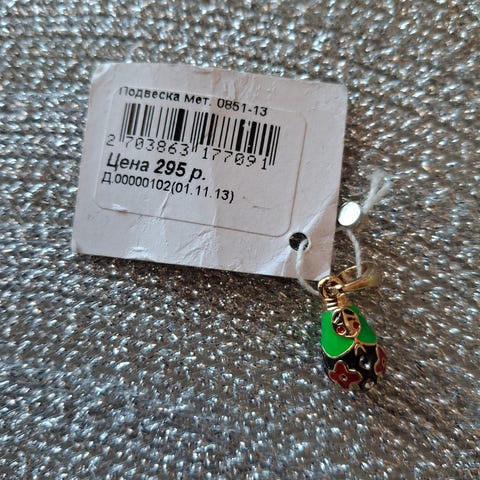 Подвеска мет. 0851-13
2 703863 177091
Цена 295 р.
Д.00000102(01.11.13)